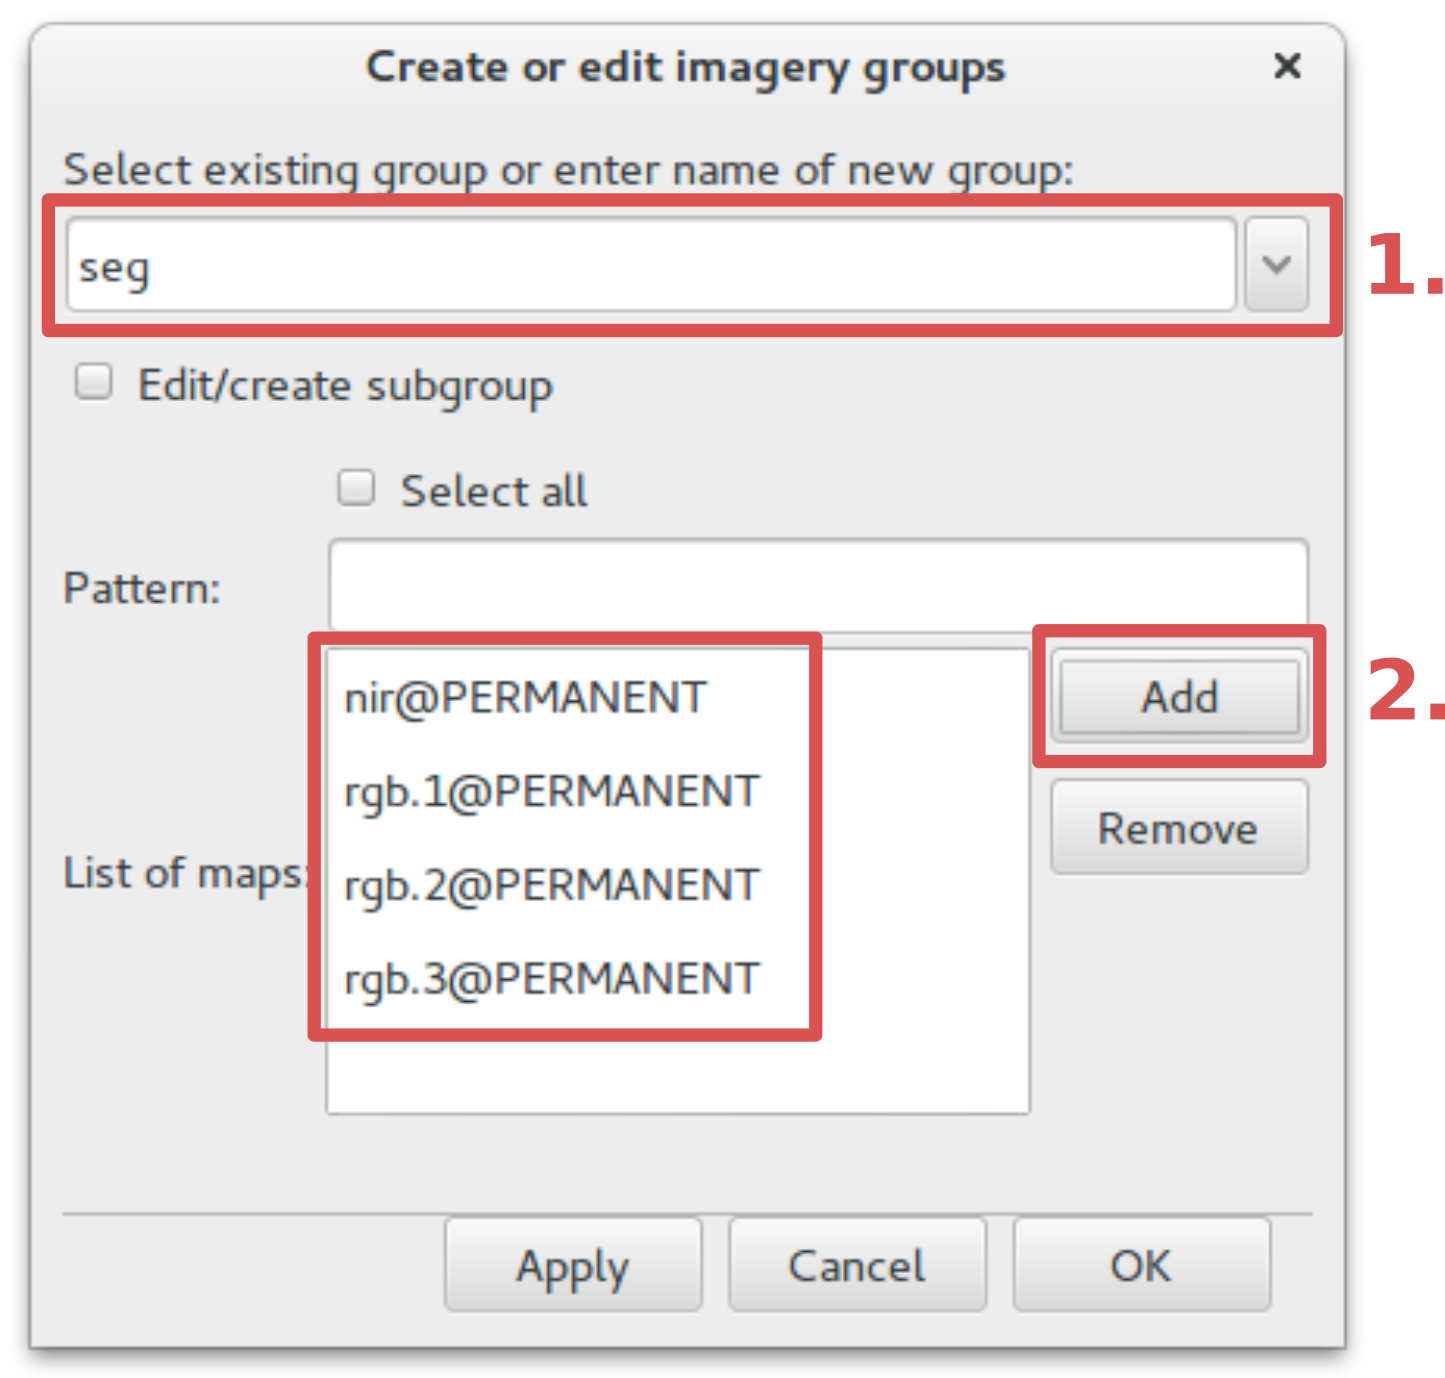 Create or edit imagery groups
Select existing group or enter name of new group:
seg
1.
Edit/create subgroup
Select all
Pattern:
nir@PERMANENT
Add
2.
rgb.1@PERMANENT
Remove
List of maps:
rgb.2@PERMANENT
rgb.3@PERMANENT
Apply
Cancel
OK